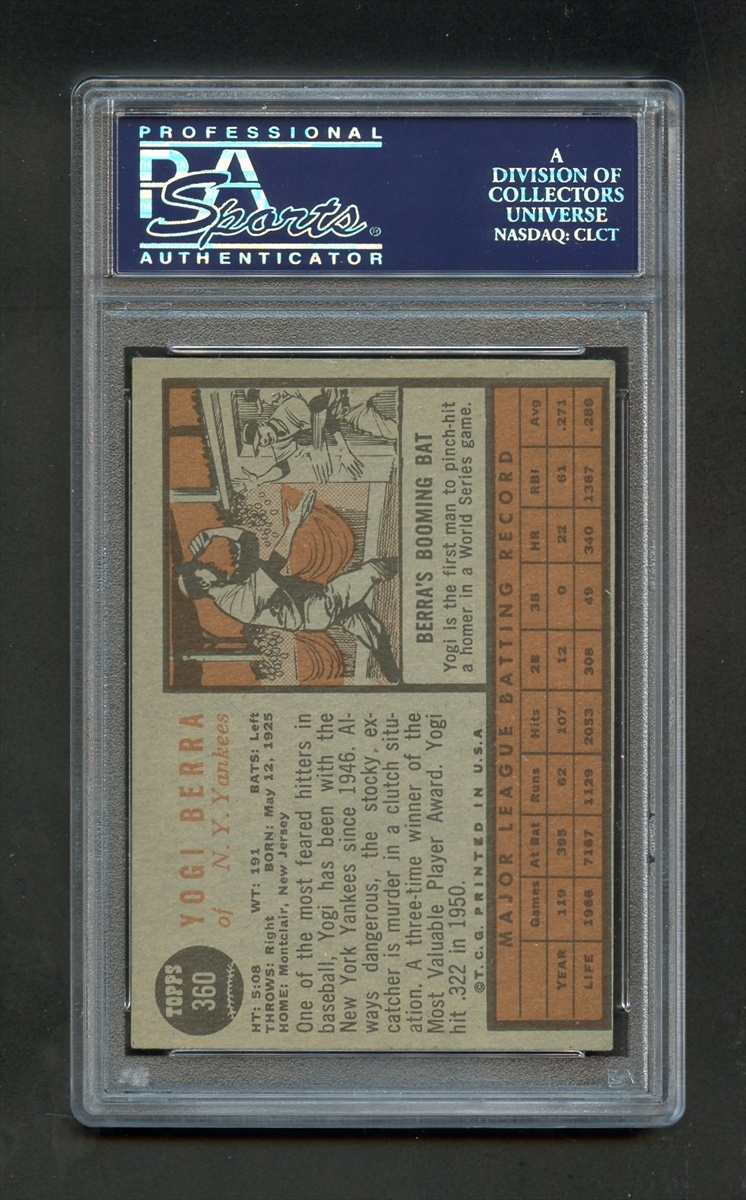 PROFESSIONAL
PSA
Sports®
AUTHENTICATOR
A
DIVISION OF
COLLECTORS
UNIVERSE
NASDAQ: CLCT
TOPPS
360
YOGI BERRA
of N. Y. Yankees
HT: 5:08 WT: 191 BATS: Left
THROWS: Right BORN: May 12, 1925
HOME: Montclair, New Jersey
One of the most feared hitters in
baseball, Yogi has been with the
New York Yankees since 1946. Al-
ways dangerous, the stocky ex-
catcher is murder in a clutch situ-
ation. A three-time winner of the
Most Valuable Player Award. Yogi
hit .322 in 1950.
©T.C.G. PRINTED IN U.S.A
BERRA'S BOOMING BAT
Yogi is the first man to pinch-hit
a homer in a World Series game.
MAJOR LEAGUE BATTING RECORD
Games At Bat Runs Hits 2B 3B HR RBI Avg
YEAR 119 395 62 107 12 0 22 61 .271
LIFE 1966 7167 1129 2053 308 49 340 1387 .286